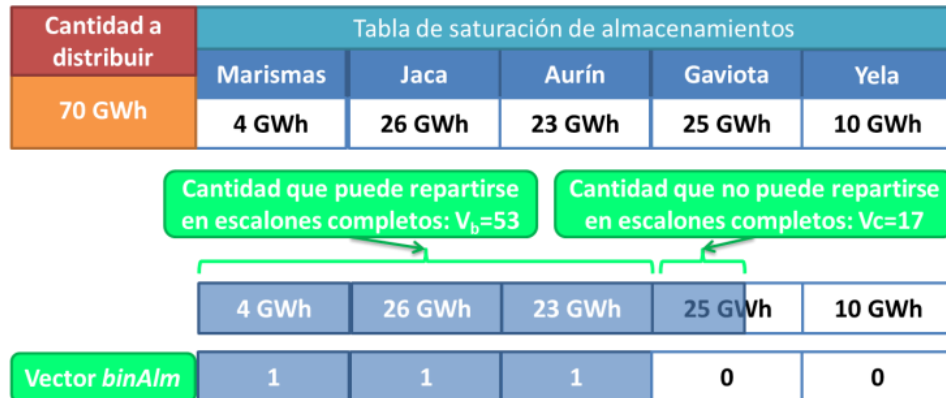 Cantidad a
distribuir
Tabla de saturación de almacenamientos
Marismas Jaca Aurín Gaviota Yela
70 GWh
4 GWh 26 GWh 23 GWh 25 GWh 10 GWh
Cantidad que puede repartirse
en escalones completos: Vb=53
Cantidad que no puede repartirse
en escalones completos: Vc=17
4 GWh 26 GWh 23 GWh 25 GWh 10 GWh
Vector binAlm 1 1 1 0 0